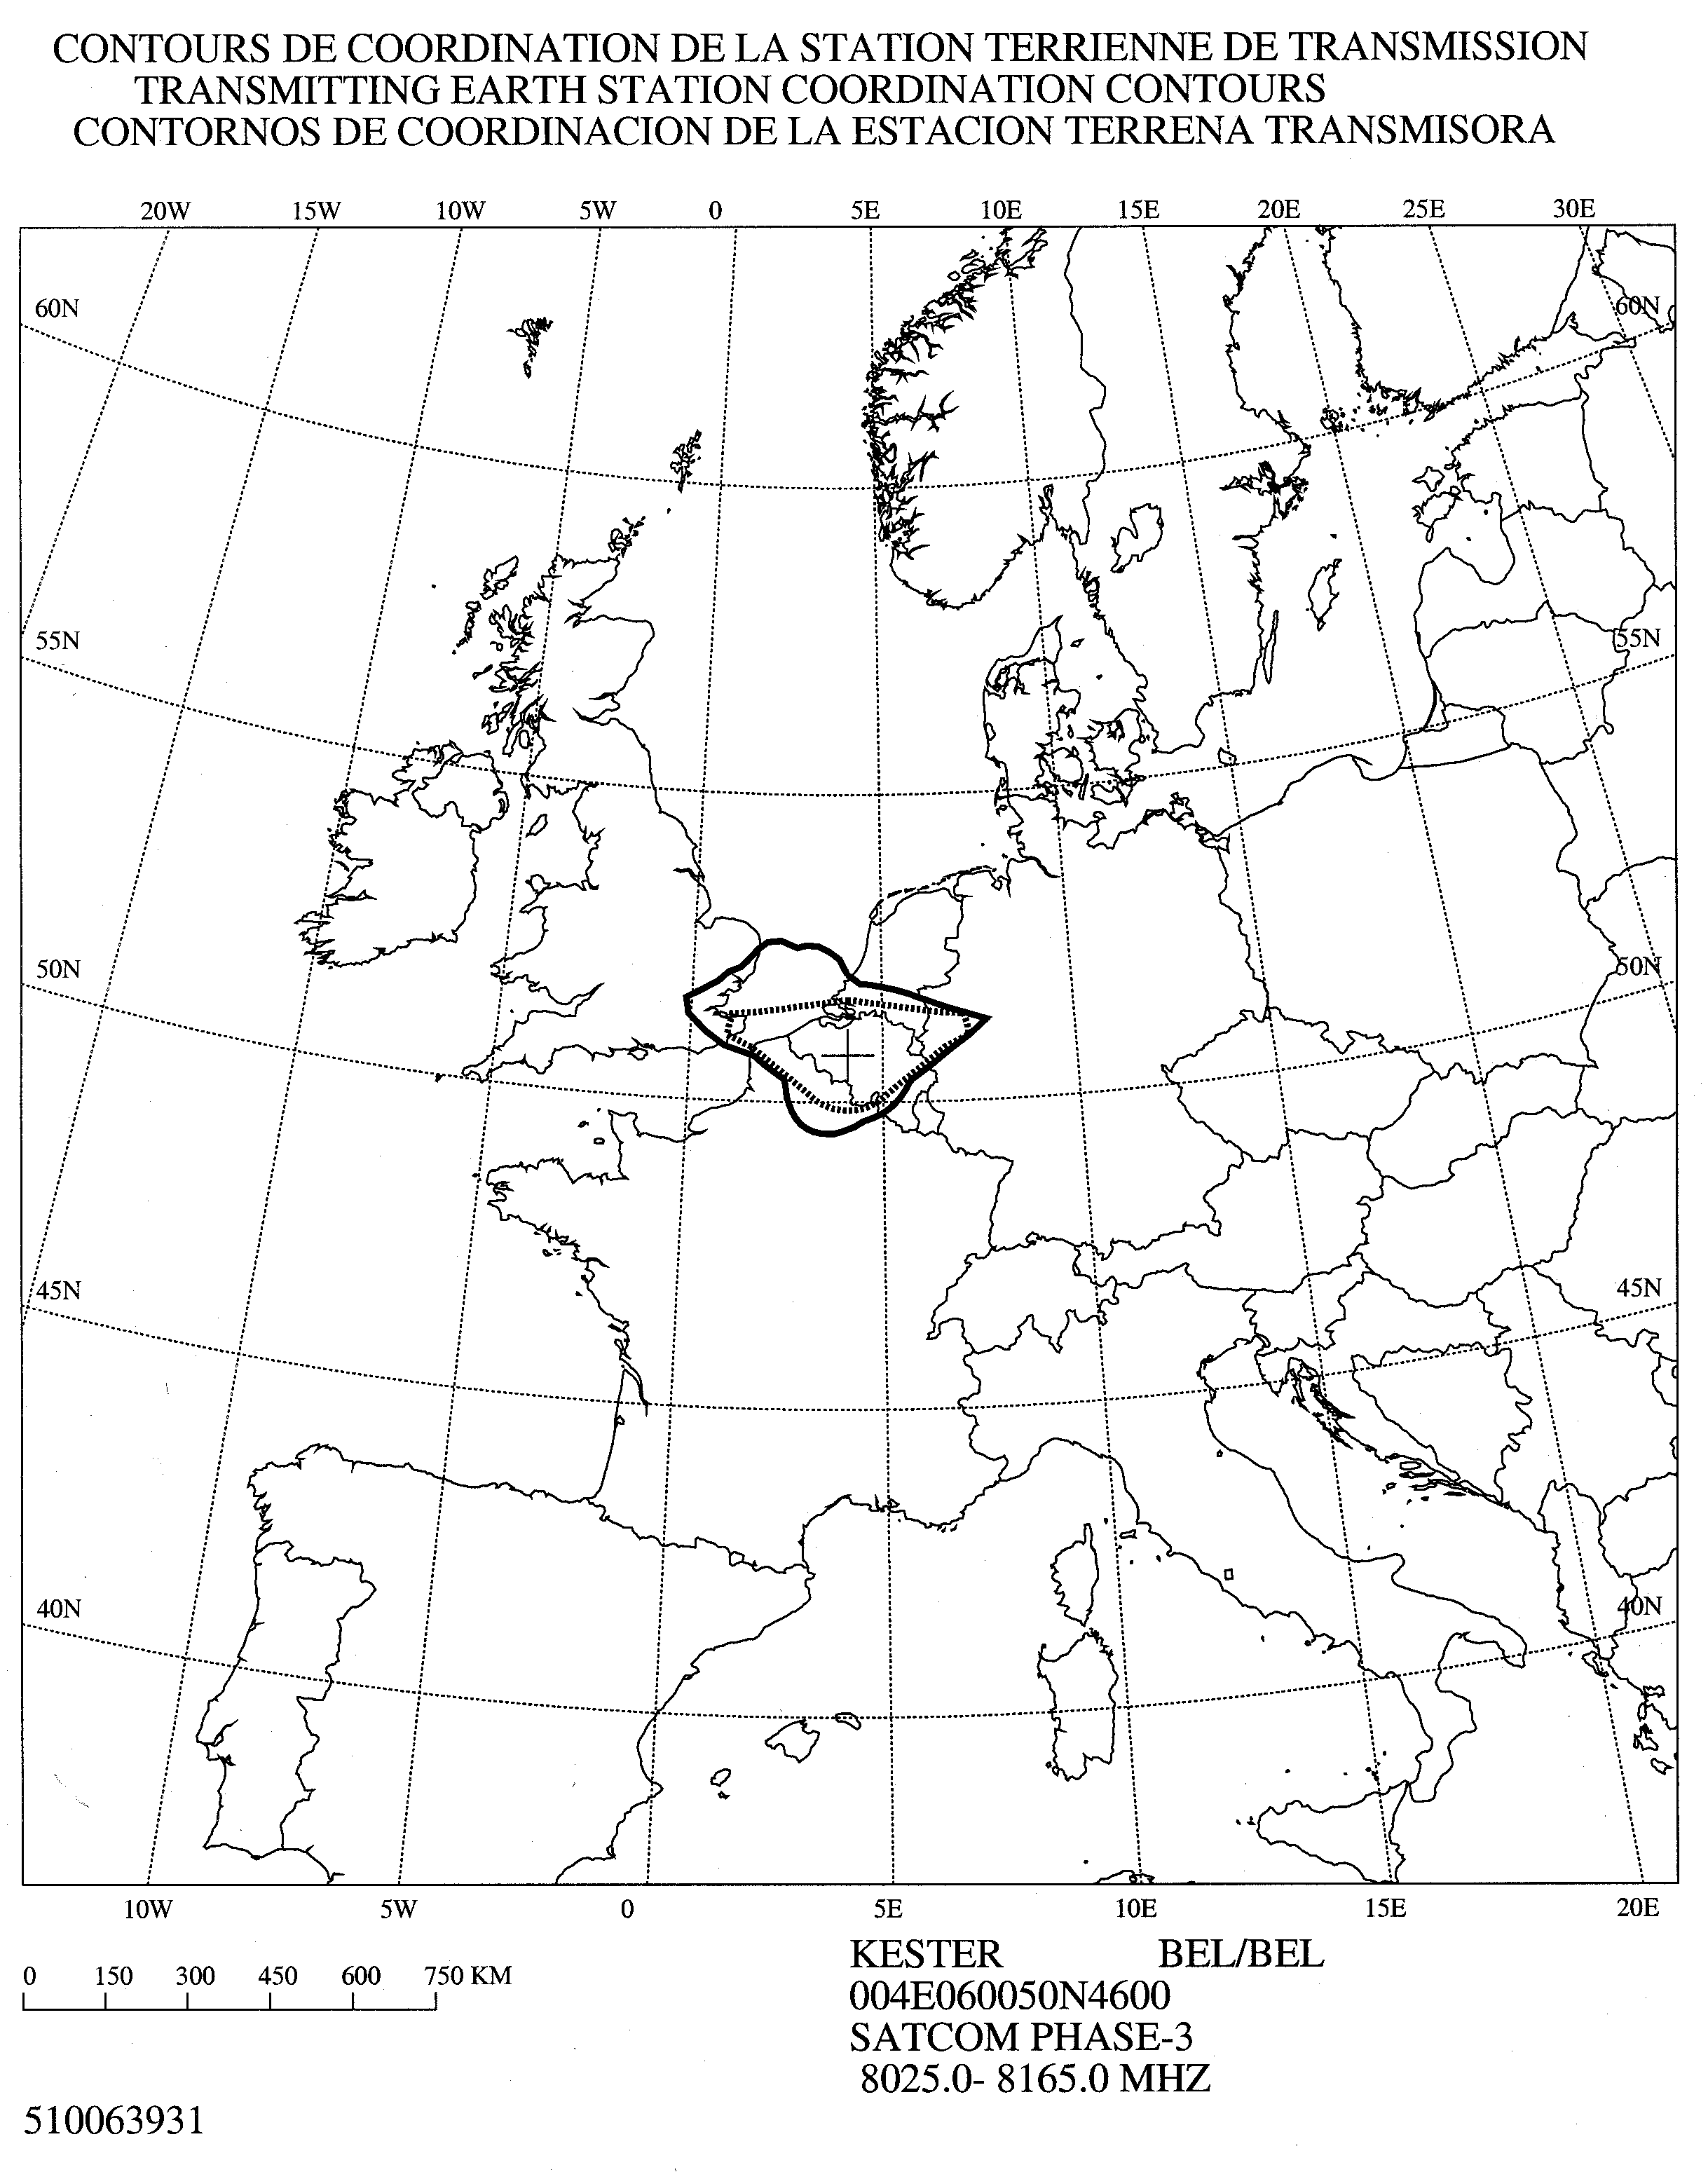 CONTOURS DE COORDINATION DE LA STATION TERRIENNE DE TRANSMISSION
TRANSMITTING EARTH STATION COORDINATION CONTOURS
CONTORNOS DE COORDINACION DE LA ESTACION TERRENA TRANSMISORA
20W 15W 10W 5W 0 5E 10E 15E 20E 25E 30E
60N 60N
55N 55N
50N 50N
45N 45N
40N 40N
10W 5W 0 5E 10E 15E 20E
0 150 300 450 600 750 KM
KESTER BEL/BEL
004E060050N4600
SATCOM PHASE-3
8025.0- 8165.0 MHZ
510063931